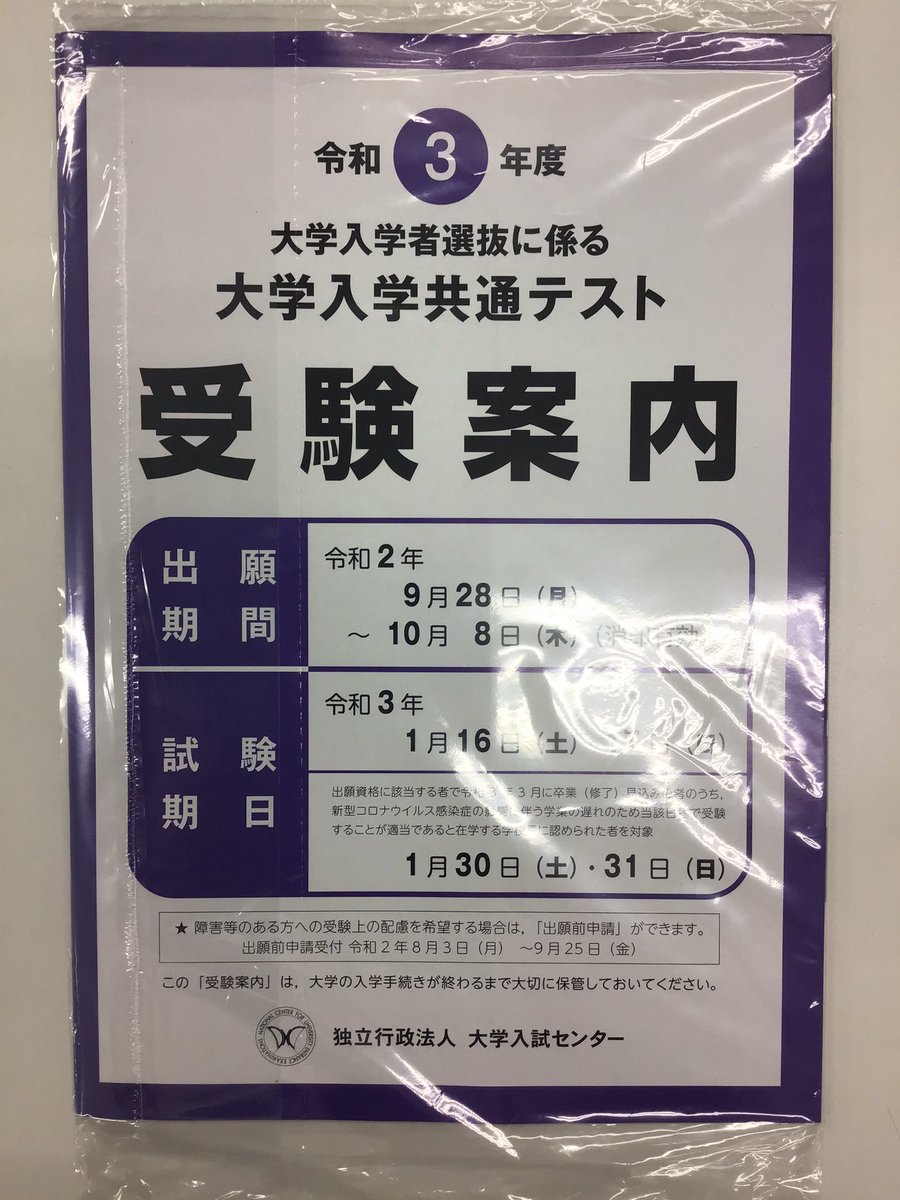 令和 3 年度
大学入学者選抜に係る
大学入学共通テスト
受験案内
出願期間
令和2年
9月28日(月)
～ 10月 8日(木)
試験期日
令和3年
1月16日(土) 日(日)
出願資格に該当する者で令和3年3月に卒業(修了)見込みの者のうち,
新型コロナウイルス感染症の影響に伴う学業の遅れのため当該日程で受験
することが適当であると在学する学校長に認められた者を対象
1月30日(土)・31日(日)
★ 障害等のある方への受験上の配慮を希望する場合は,「出願前申請」ができます。
出願前申請受付 令和2年8月3日(月) ～9月25日(金)
この「受験案内」は,大学の入学手続きが終わるまで大切に保管しておいてください。
NATIONAL CENTER FOR UNIVERSITY ENTRANCE EXAMINATIONS
独立行政法人 大学入試センター